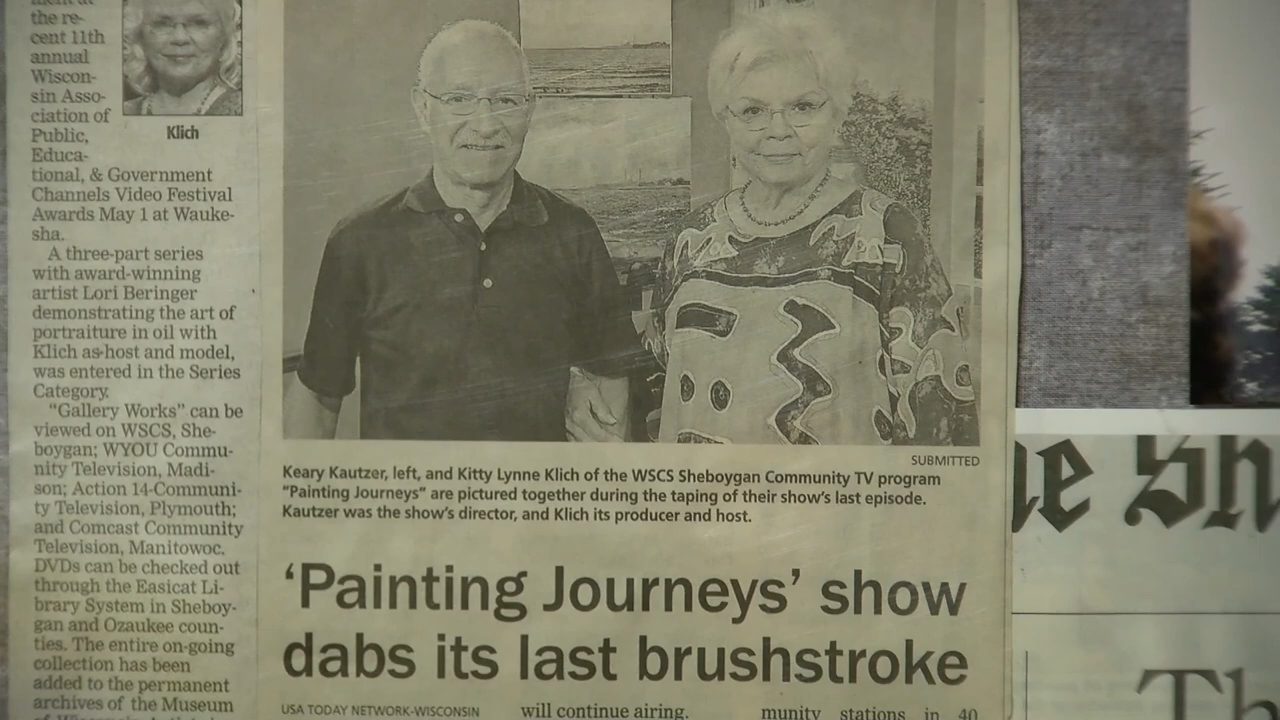 ment at
the re-
cent 11th
annual
Wiscon-
sin Asso-
ciation of
Public,
Educa-
tional, & Government
Channels Video Festival
Awards May 1 at Wauke-
sha.
A three-part series
with award-winning
artist Lori Beringer
demonstrating the art of
portraiture in oil with
Klich as host and model,
was entered in the Series
Category.
“Gallery Works” can be
viewed on WSCS, She-
boygan; WYOU Commu-
nity Television, Madi-
son; Action 14-Communi-
ty Television, Plymouth;
and Comcast Community
Television, Manitowoc.
DVDs can be checked out
through the Easicat Li-
brary System in Sheboy-
gan and Ozaukee coun-
ties. The entire on-going
collection has been
added to the permanent
archives of the Museum
Klich
SUBMITTED
Keary Kautzer, left, and Kitty Lynne Klich of the WSCS Sheboygan Community TV program
“Painting Journeys” are pictured together during the taping of their show’s last episode.
Kautzer was the show’s director, and Klich its producer and host.
‘Painting Journeys’ show
dabs its last brushstroke
USA TODAY NETWORK-WISCONSIN
will continue airing.
munity stations in 40
he Sh
Th